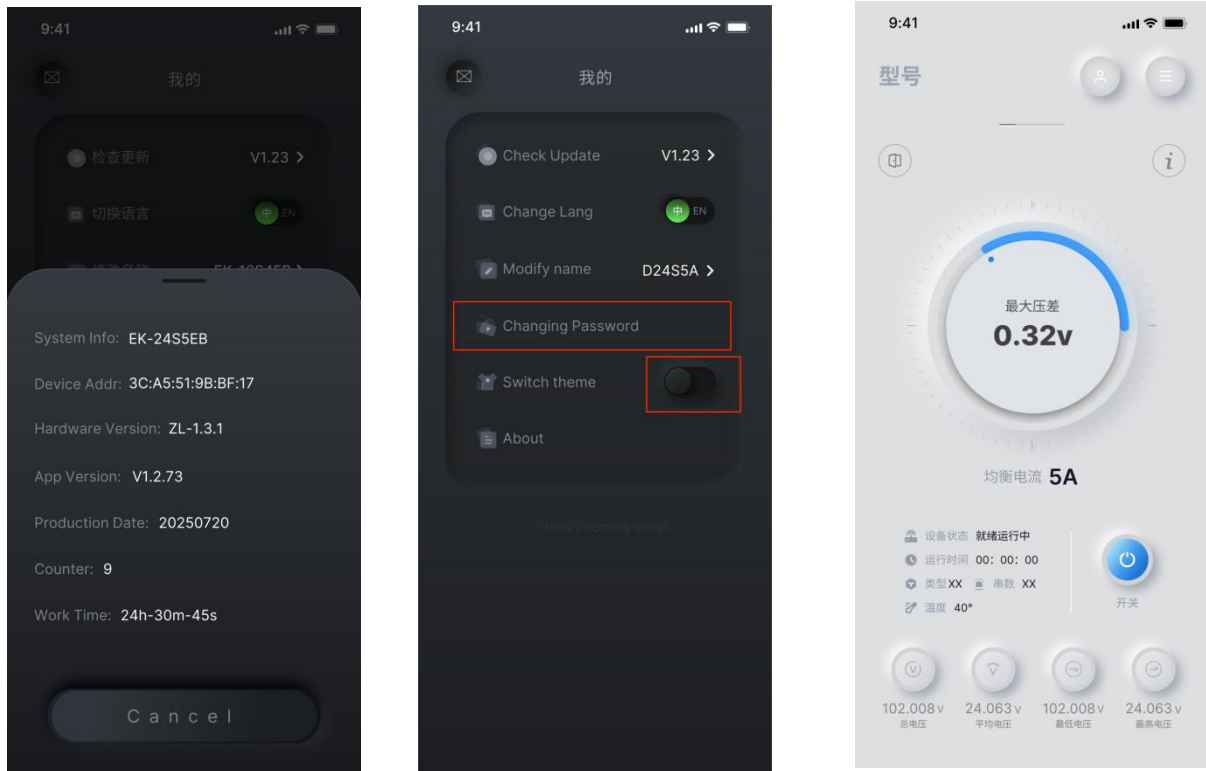 9:41
我的
检查更新 V1.23
切换语言 中 EN
System Info: EK-24S5EB
Device Addr: 3C:A5:51:9B:BF:17
Hardware Version: ZL-1.3.1
App Version: V1.2.73
Production Date: 20250720
Counter: 9
Work Time: 24h-30m-45s
Cancel
9:41
我的
Check Update V1.23
Change Lang 中 EN
Modify name D24S5A
Changing Password
Switch theme
About
There's nothing more!
9:41
型号
i
最大压差
0.32v
均衡电流 5A
设备状态 就绪运行中
运行时间 00: 00: 00
类型 XX 串数 XX
温度 40°
开关
102.008 V 24.063 V 102.008 V 24.063 V
总电压 平均电压 最低电压 最高电压